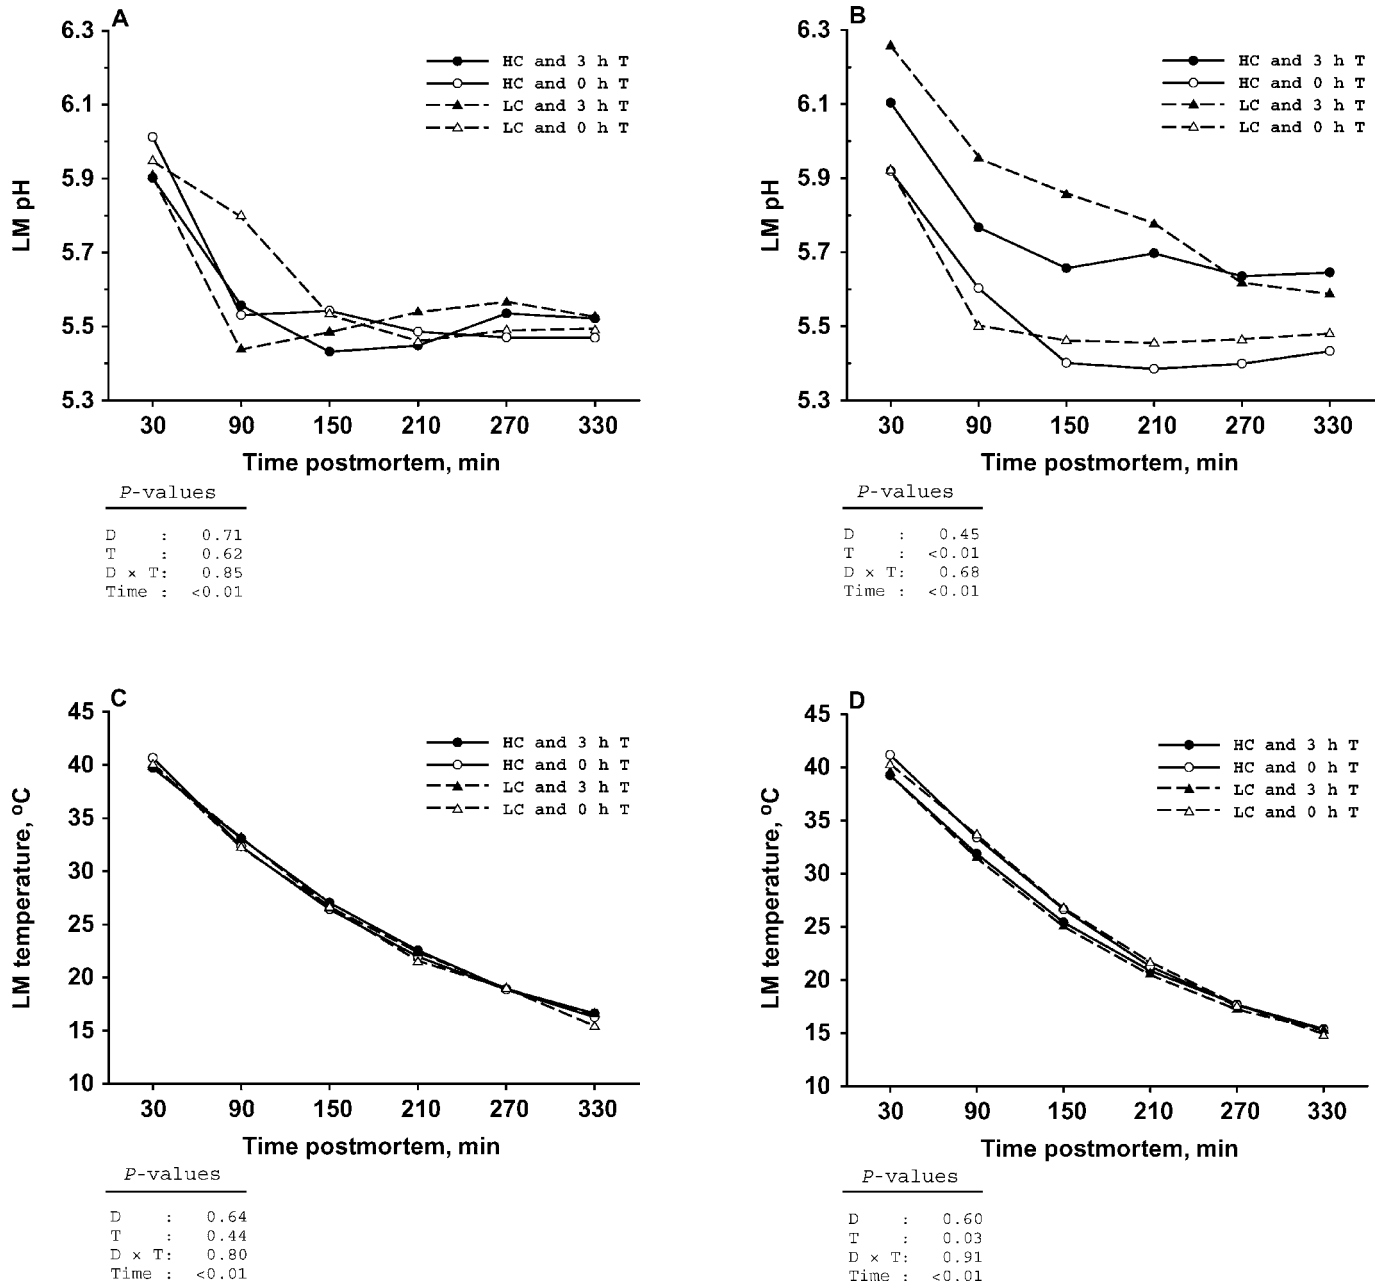 A
6.3
6.1
5.9
5.7
5.5
5.3
LM pH
HC and 3 h T
HC and 0 h T
LC and 3 h T
LC and 0 h T
30 90 150 210 270 330
Time postmortem, min
P-values
D : 0.71
T : 0.62
D × T: 0.85
Time : <0.01
B
6.3
6.1
5.9
5.7
5.5
5.3
LM pH
HC and 3 h T
HC and 0 h T
LC and 3 h T
LC and 0 h T
30 90 150 210 270 330
Time postmortem, min
P-values
D : 0.45
T : <0.01
D × T: 0.68
Time : <0.01
C
45
40
35
30
25
20
15
10
LM temperature, ºC
HC and 3 h T
HC and 0 h T
LC and 3 h T
LC and 0 h T
30 90 150 210 270 330
Time postmortem, min
P-values
D : 0.64
T : 0.44
D × T: 0.80
Time : <0.01
D
45
40
35
30
25
20
15
10
LM temperature, ºC
HC and 3 h T
HC and 0 h T
LC and 3 h T
LC and 0 h T
30 90 150 210 270 330
Time postmortem, min
P-values
D : 0.60
T : 0.03
D × T: 0.91
Time : <0.01